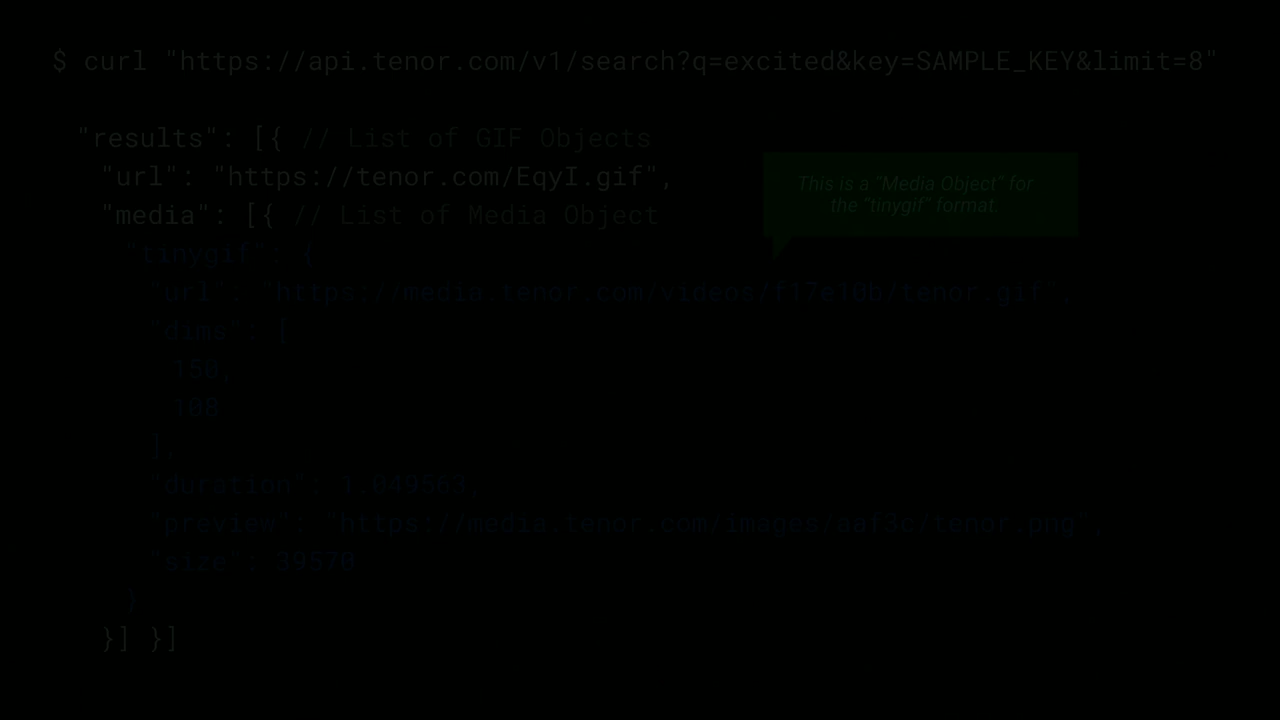 $ curl "https://api.tenor.com/v1/search?q=excited&key=SAMPLE_KEY&limit=8"
"results": [{ // List of GIF Objects
"url": "https://tenor.com/EqyI.gif",
"media": [{ // List of Media Object
This is a "Media Object" for
the "tinygif" format.
"tinygif": {
"url": "https://media.tenor.com/videos/f17e10b/tenor.gif",
"dims": [
150,
108
],
"duration": 1.049563,
"preview": "https://media.tenor.com/images/aaf3c/tenor.png",
"size": 39570
}
}] }]